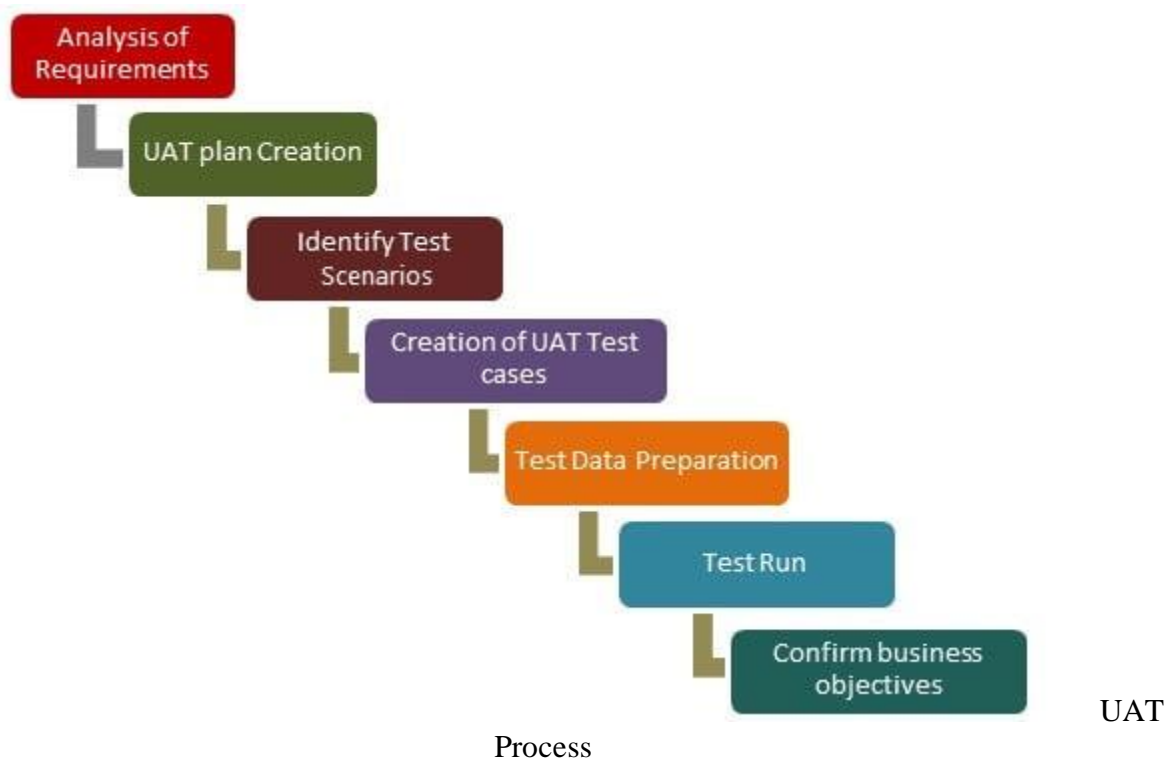 Analysis of
Requirements
UAT plan Creation
Identify Test
Scenarios
Creation of UAT Test
cases
Test Data Preparation
Test Run
Confirm business
objectives
UAT
Process